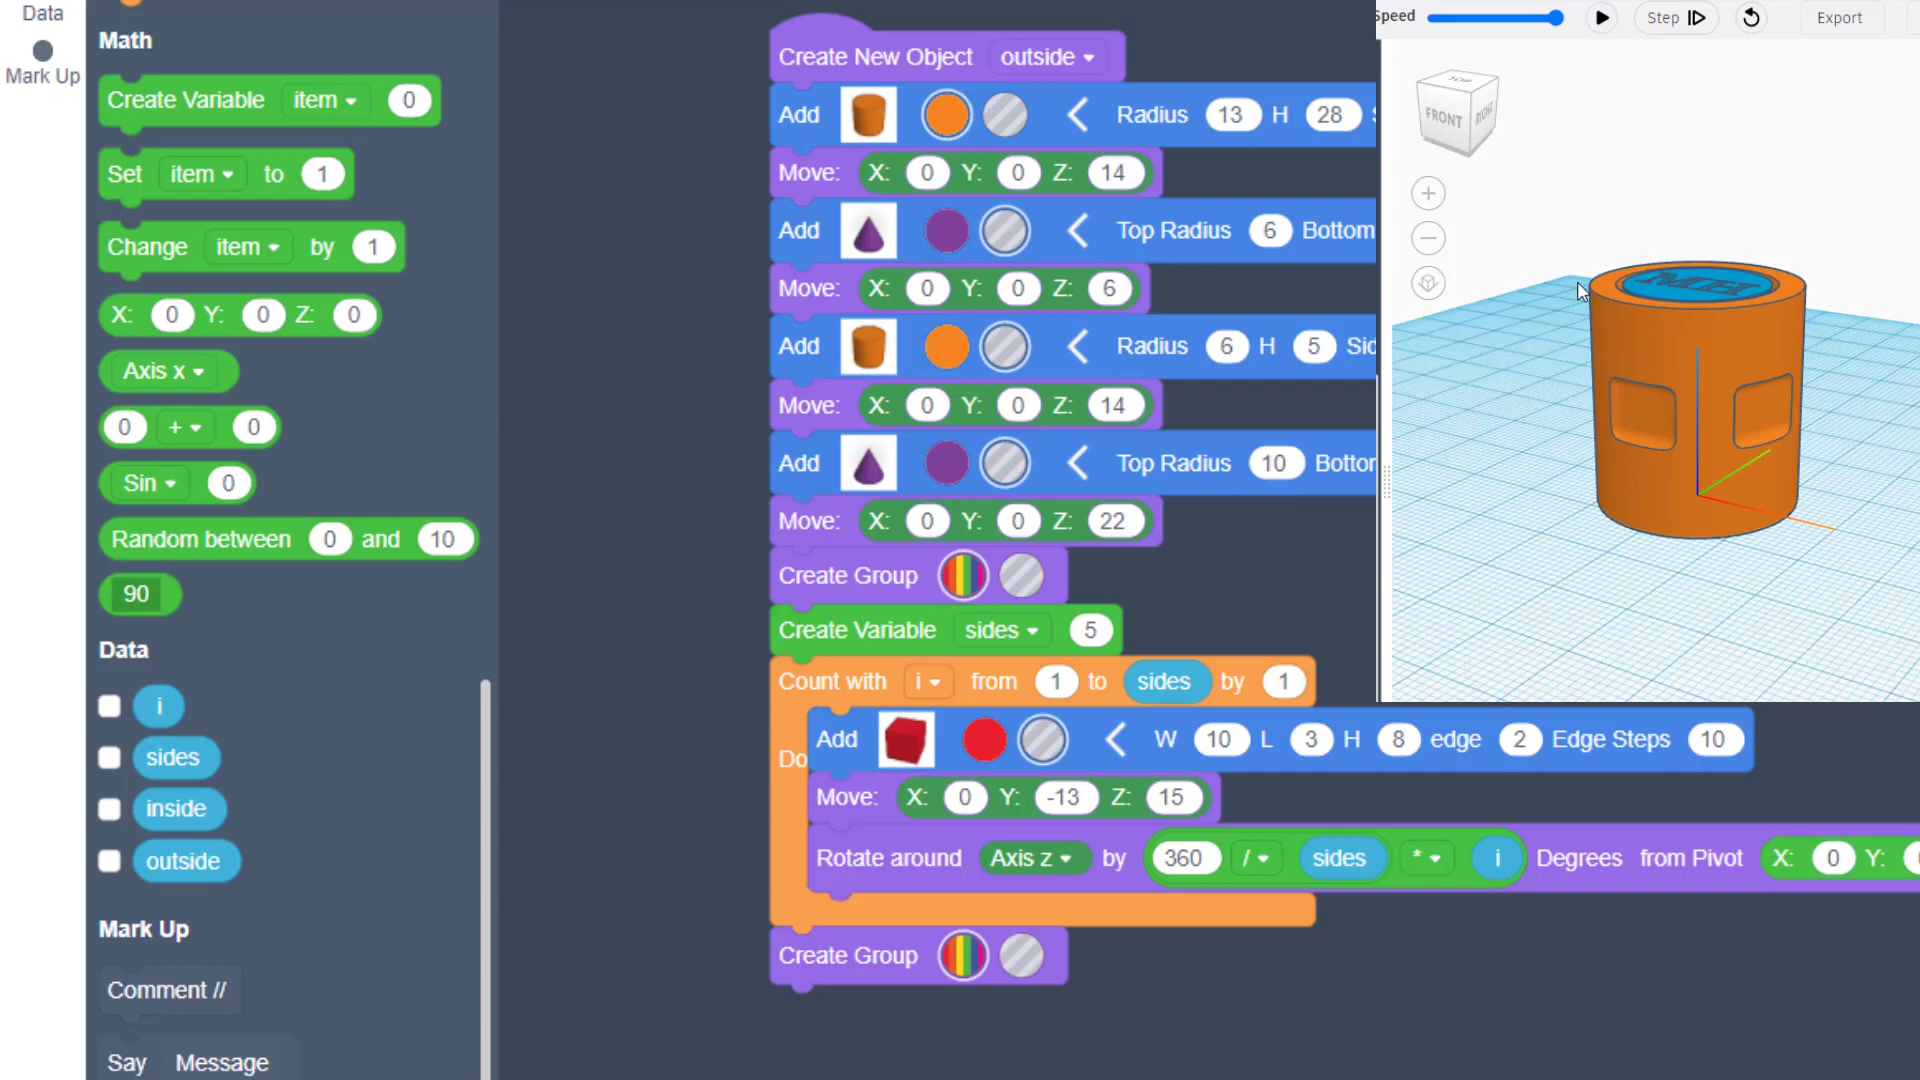 Data
Mark Up
Math
Create Variable item 0
Set item to 1
Change item by 1
X: 0 Y: 0 Z: 0
Axis x
0 + 0
Sin 0
Random between 0 and 10
90
Data
i
sides
inside
outside
Mark Up
Comment //
Say Message
Create New Object outside
Add Radius 13 H 28
Move: X: 0 Y: 0 Z: 14
Add Top Radius 6 Bottom
Move: X: 0 Y: 0 Z: 6
Add Radius 6 H 5 Sid
Move: X: 0 Y: 0 Z: 14
Add Top Radius 10 Bottor
Move: X: 0 Y: 0 Z: 22
Create Group
Create Variable sides 5
Count with i from 1 to sides by 1
Do
Add W 10 L 3 H 8 edge 2 Edge Steps 10
Move: X: 0 Y: -13 Z: 15
Rotate around Axis z by 360 / sides * i Degrees from Pivot X: 0 Y:
Create Group
Speed Step Export
TOP
FRONT
RIGHT